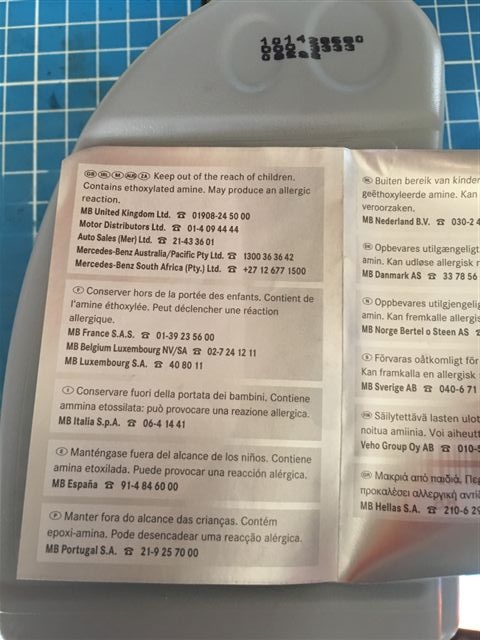 GB IRL M AUS ZA Keep out of the reach of children.
Contains ethoxylated amine. May produce an allergic
reaction.
MB United Kingdom Ltd. ☎ 01908-24 50 00
Motor Distributors Ltd. ☎ 01-4 09 44 44
Auto Sales (Mer) Ltd. ☎ 21-43 36 01
Mercedes-Benz Australia/Pacific Pty Ltd. ☎ 1300 36 36 42
Mercedes-Benz South Africa (Pty.) Ltd. ☎ +27 12 677 1500
F Conserver hors de la portée des enfants. Contient de
l'amine éthoxylée. Peut déclencher une réaction
allergique.
MB France S.A.S. ☎ 01-39 23 56 00
MB Belgium Luxembourg NV/SA ☎ 02-7 24 12 11
MB Luxembourg S.A. ☎ 40 80 11
I Conservare fuori della portata dei bambini. Contiene
ammina etossilata: può provocare una reazione allergica.
MB Italia S.p.A. ☎ 06-4 14 41
E Manténgase fuera del alcance de los niños. Contiene
amina etoxilada. Puede provocar una reacción alérgica.
MB España ☎ 91-4 84 60 00
P Manter fora do alcance das crianças. Contém
epoxi-amina. Pode desencadear uma reacção alérgica.
MB Portugal S.A. ☎ 21-9 25 70 00
NL Buiten bereik van kinder
geëthoxyleerde amine. Kan
veroorzaken.
MB Nederland B.V. ☎ 030-2 4
DK Opbevares utilgængeligt
amin. Kan udløse allergisk r
MB Danmark AS ☎ 33 78 56
N Oppbevares utilgjengelig
amin. Kan fremkalle allergis
MB Norge Bertel o Steen AS ☎
S Förvaras oåtkomligt för
Kan framkalla en allergisk
MB Sverige AB ☎ 040-6 71
Säilytettävä lasten ulot
noitua amiinia. Voi aiheutt
Veho Group Oy AB ☎ 010-5
GR Μακριά από παιδιά. Περ
προκαλέσει αλλεργική αντί
MB Hellas S.A. ☎ 210-6 29